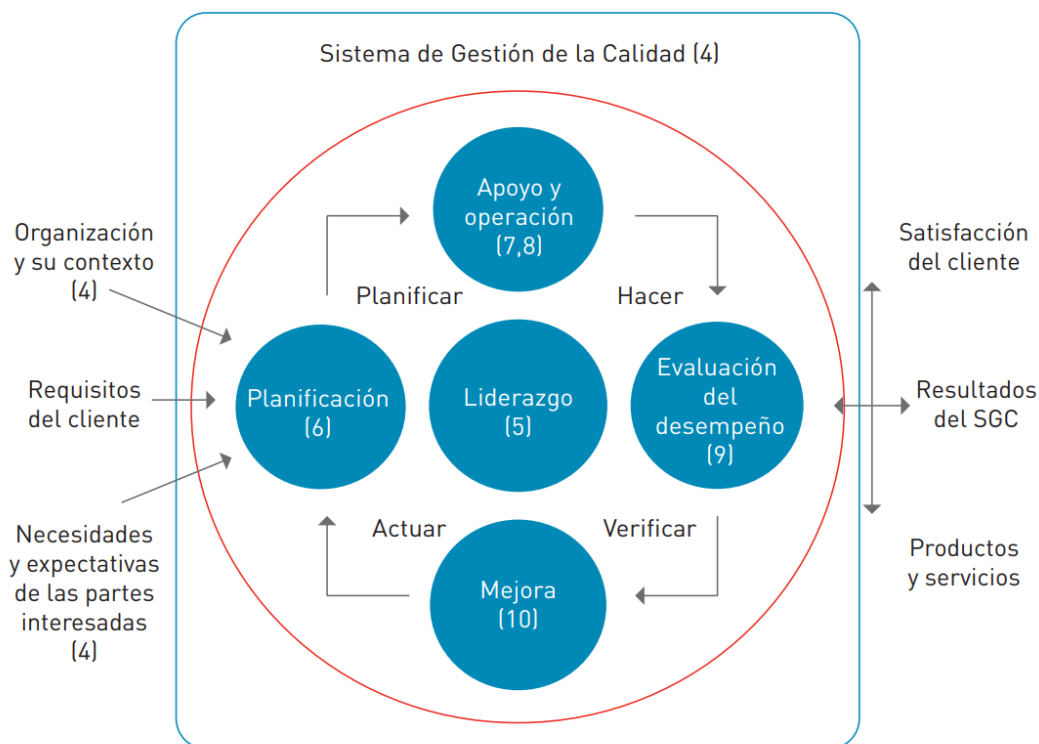 Sistema de Gestión de la Calidad (4)
Organización
y su contexto
(4)
Requisitos
del cliente
Necesidades
y expectativas
de las partes
interesadas
(4)
Apoyo y
operación
(7,8)
Planificar
Hacer
Planificación
(6)
Liderazgo
(5)
Evaluación
del
desempeño
(9)
Actuar
Verificar
Mejora
(10)
Satisfacción
del cliente
Resultados
del SGC
Productos
y servicios